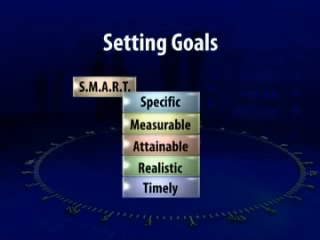 Setting Goals
S.M.A.R.T.
Specific
Measurable
Attainable
Realistic
Timely